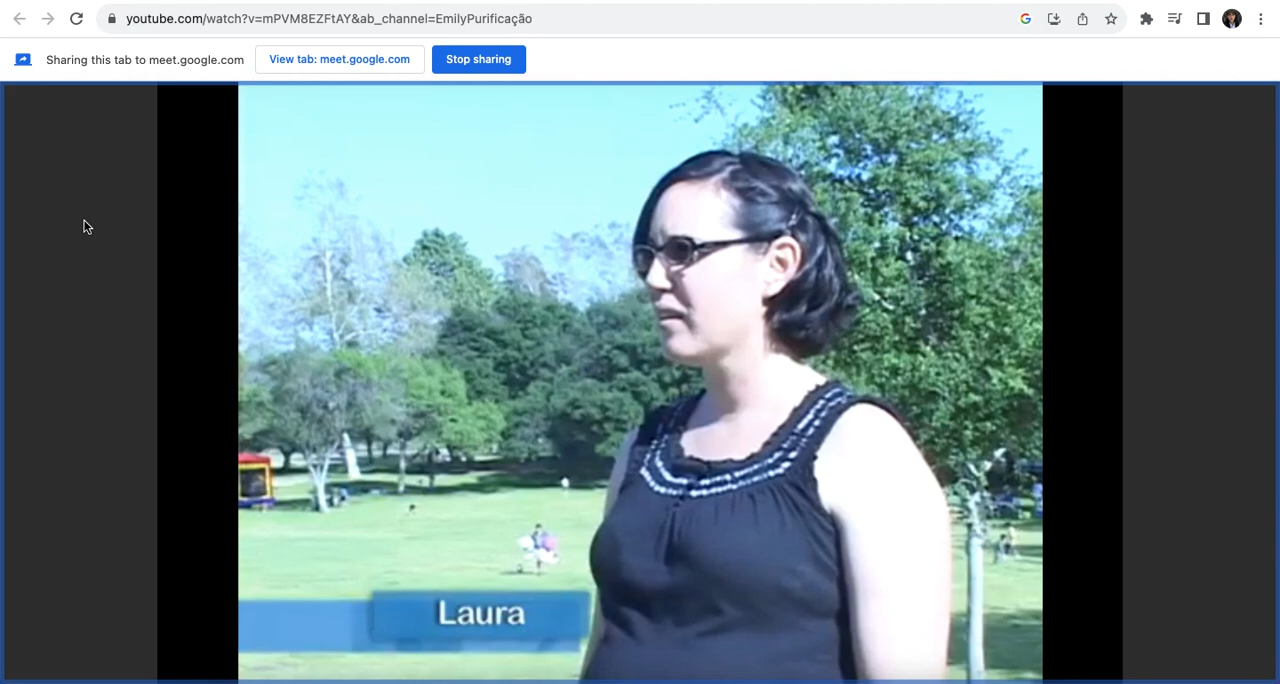 youtube.com/watch?v=mPVM8EZFtAY&ab_channel=EmilyPurificação
Sharing this tab to meet.google.com
View tab: meet.google.com
Stop sharing
Laura